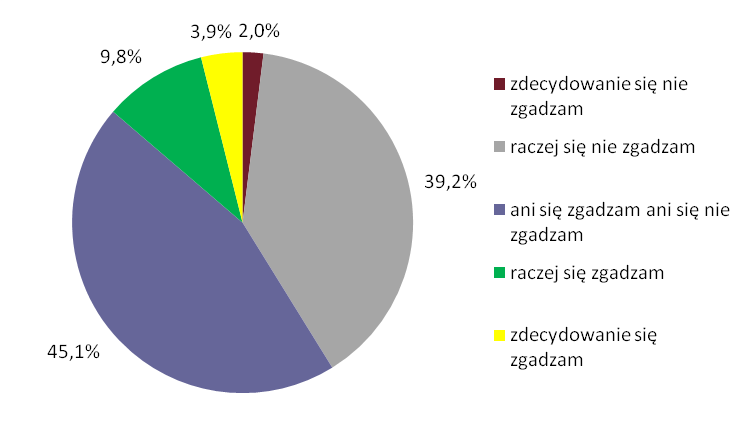 3,9% 2,0%
9,8%
39,2%
45,1%
zdecydowanie się nie
zgadzam
raczej się nie zgadzam
ani się zgadzam ani się nie
zgadzam
raczej się zgadzam
zdecydowanie się
zgadzam